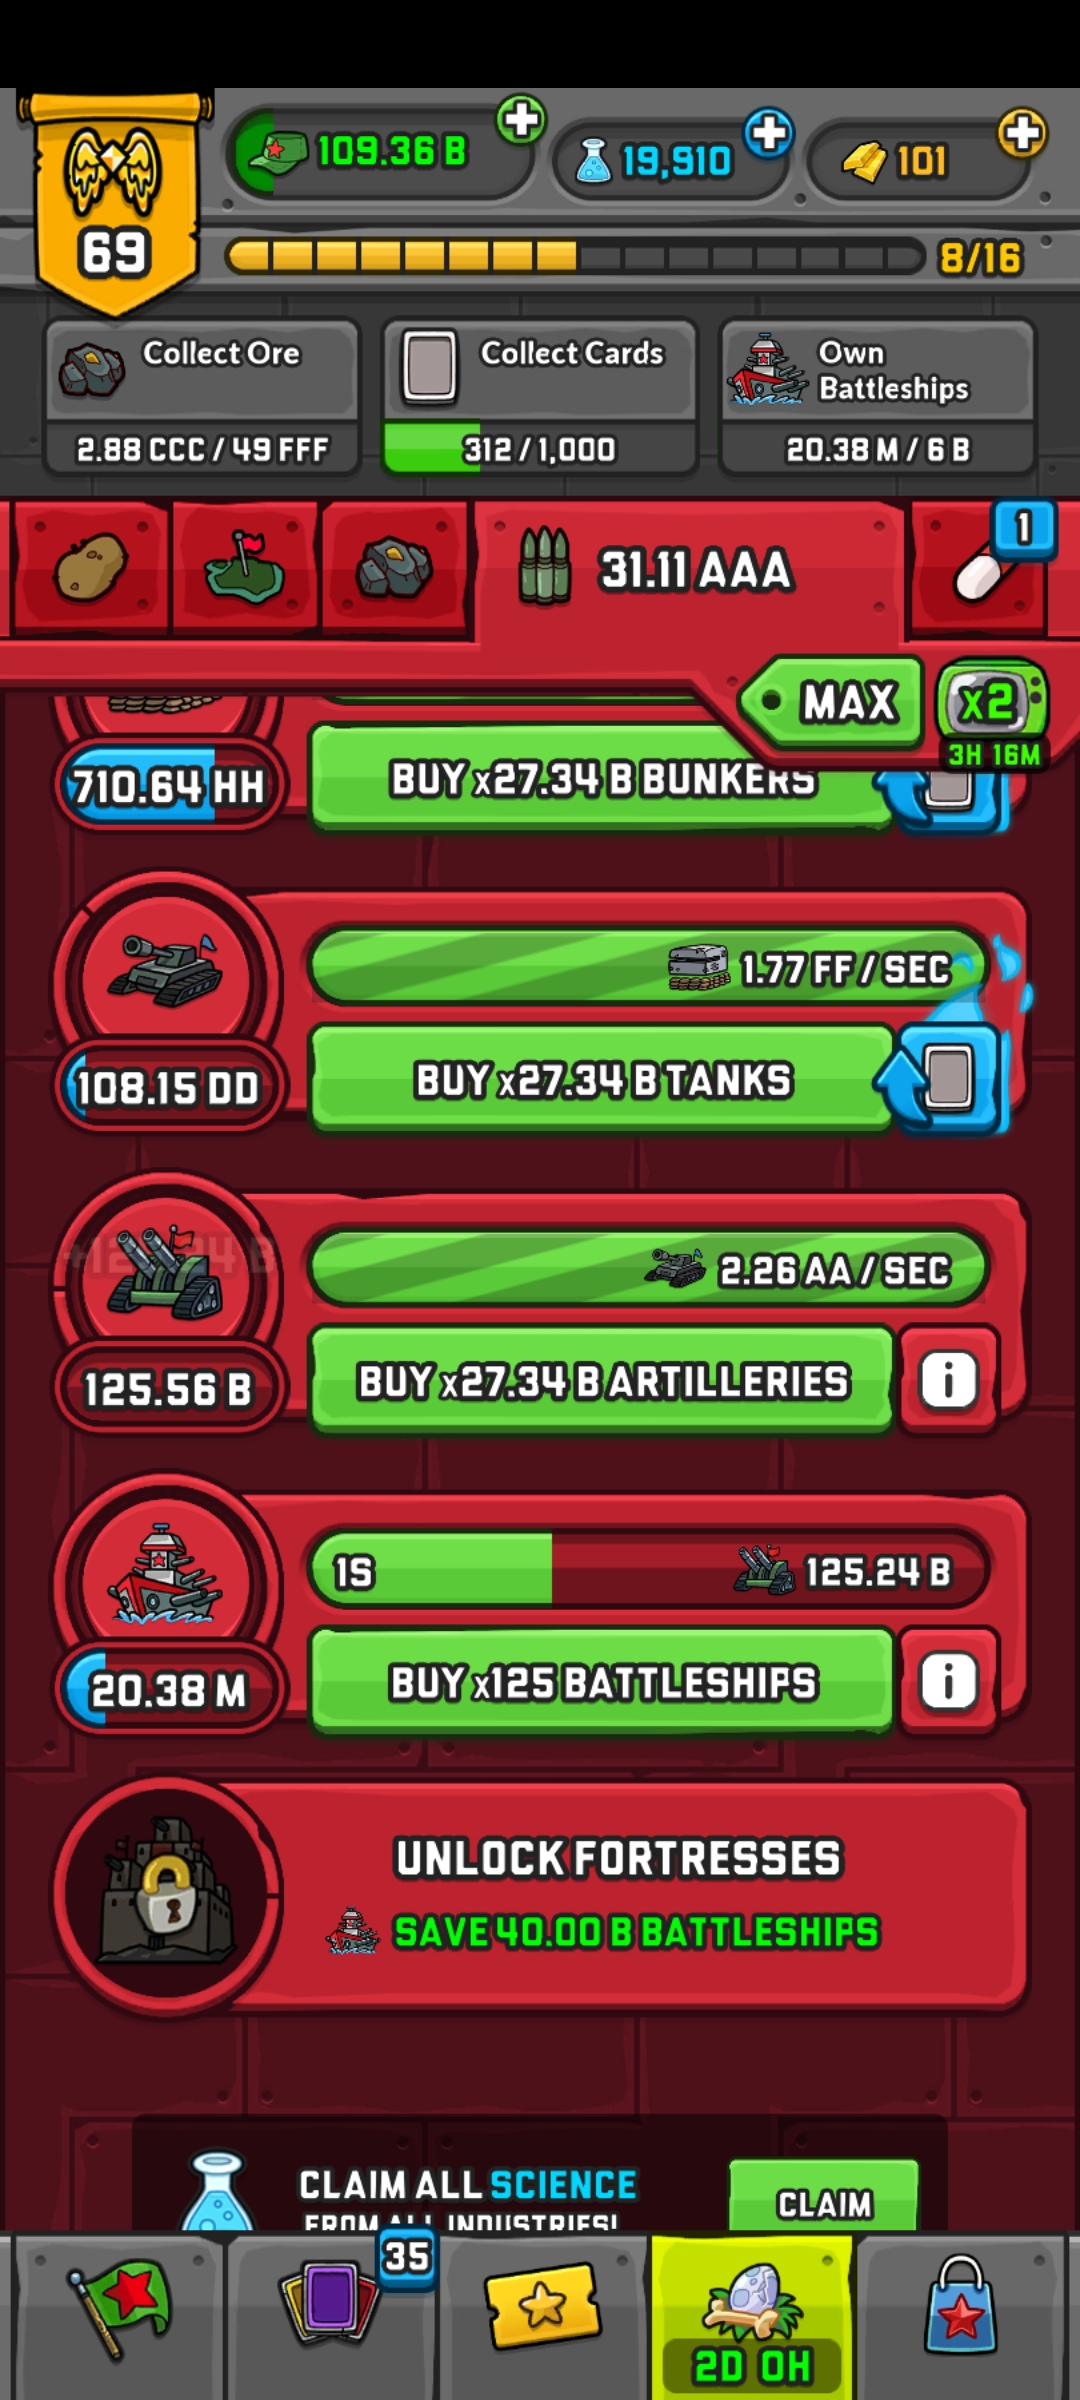 109.36 B
19,910
101
69
8/16
Collect Ore
2.88 CCC / 49 FFF
Collect Cards
312 / 1,000
Own
Battleships
20.38 M / 6 B
31.11 AAA
1
MAX
x2
3H 16M
710.64 HH
BUY x27.34 B BUNKERS
1.77 FF / SEC
108.15 DD
BUY x27.34 B TANKS
2.26 AA / SEC
125.56 B
BUY x27.34 B ARTILLERIES
i
1S
125.24 B
20.38 M
BUY x125 BATTLESHIPS
i
UNLOCK FORTRESSES
SAVE 40.00 B BATTLESHIPS
CLAIM ALL SCIENCE
FROM ALL INDUSTRIES!
CLAIM
35
2D 0H